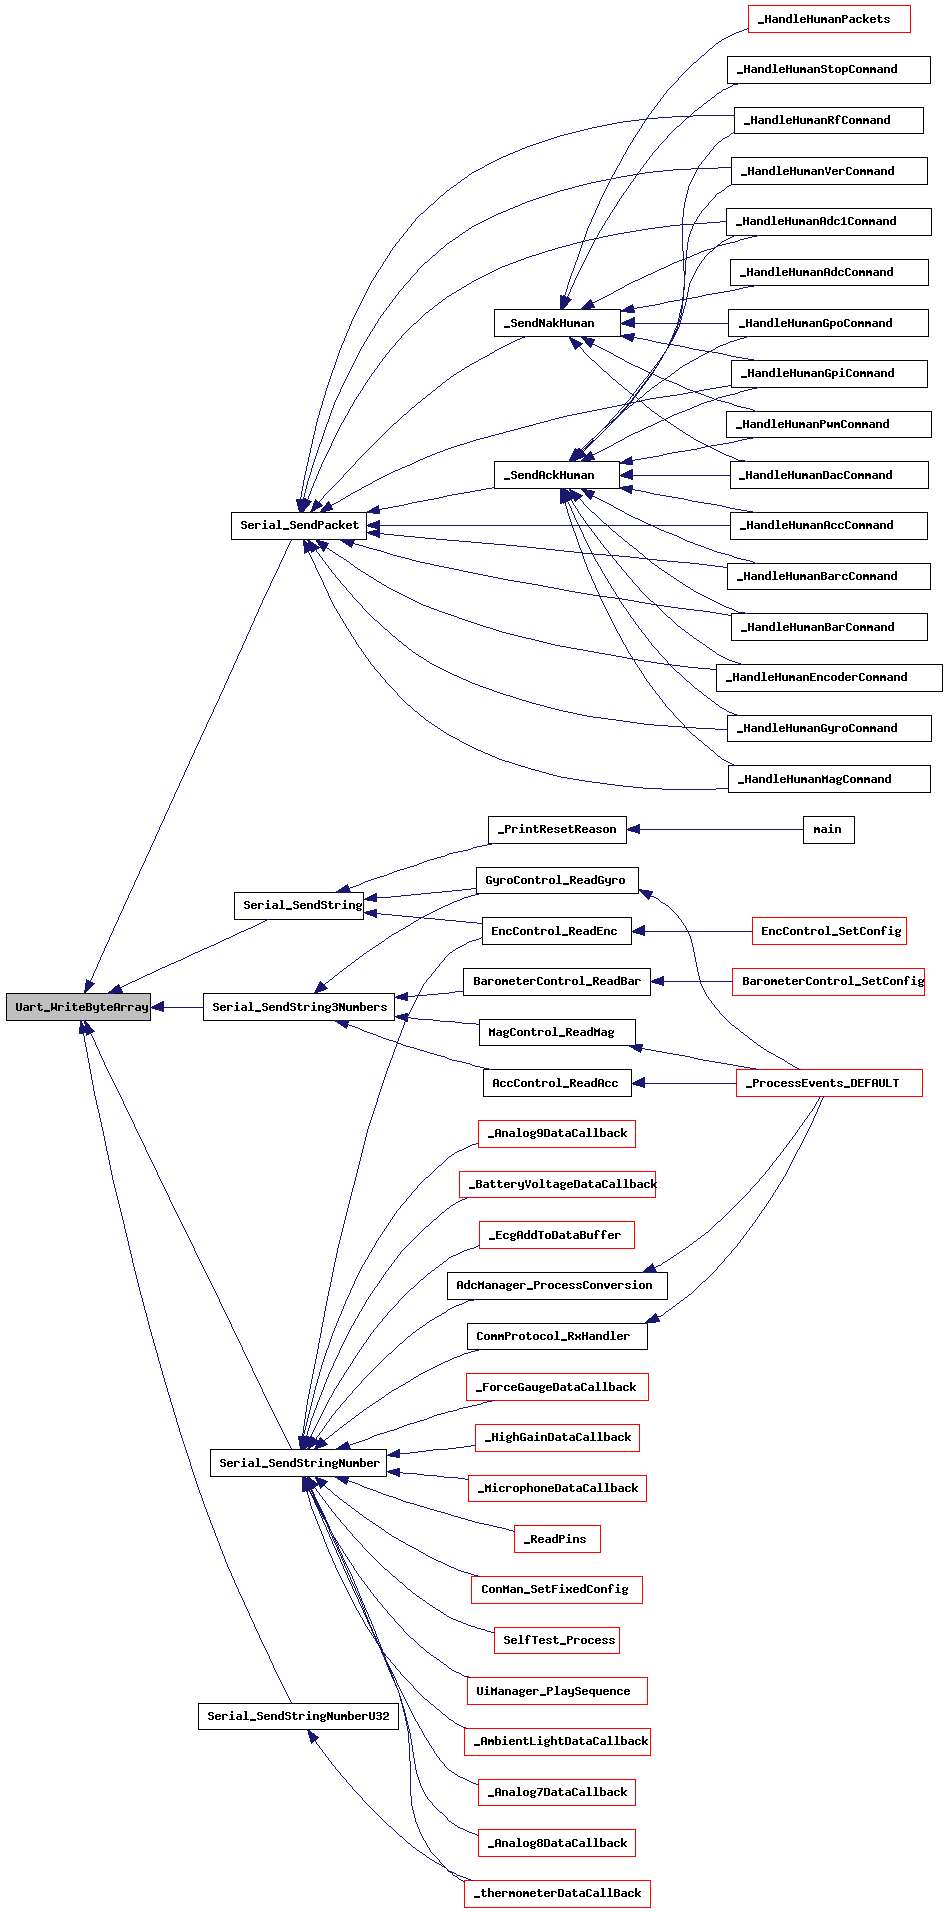 _HandleHumanPackets
_HandleHumanStopCommand
_HandleHumanRfCommand
_HandleHumanVerCommand
_HandleHumanAdc1Command
_HandleHumanAdcCommand
_SendNakHuman
_HandleHumanGpoCommand
_HandleHumanGpiCommand
_HandleHumanPwmCommand
_SendAckHuman
_HandleHumanDacCommand
Serial_SendPacket
_HandleHumanAccCommand
_HandleHumanBarcCommand
_HandleHumanBarCommand
_HandleHumanEncoderCommand
_HandleHumanGyroCommand
_HandleHumanMagCommand
_PrintResetReason
main
GyroControl_ReadGyro
Serial_SendString
EncControl_ReadEnc
EncControl_SetConfig
BarometerControl_ReadBar
BarometerControl_SetConfig
Uart_WriteByteArray
Serial_SendString3Numbers
MagControl_ReadMag
AccControl_ReadAcc
_ProcessEvents_DEFAULT
_Analog9DataCallback
_BatteryVoltageDataCallback
_EcgAddToDataBuffer
AdcManager_ProcessConversion
CommProtocol_RxHandler
_ForceGaugeDataCallback
_HighGainDataCallback
Serial_SendStringNumber
_MicrophoneDataCallback
_ReadPins
ConMan_SetFixedConfig
SelfTest_Process
UiManager_PlaySequence
Serial_SendStringNumberU32
_AmbientLightDataCallback
_Analog7DataCallback
_Analog8DataCallback
_thermometerDataCallBack